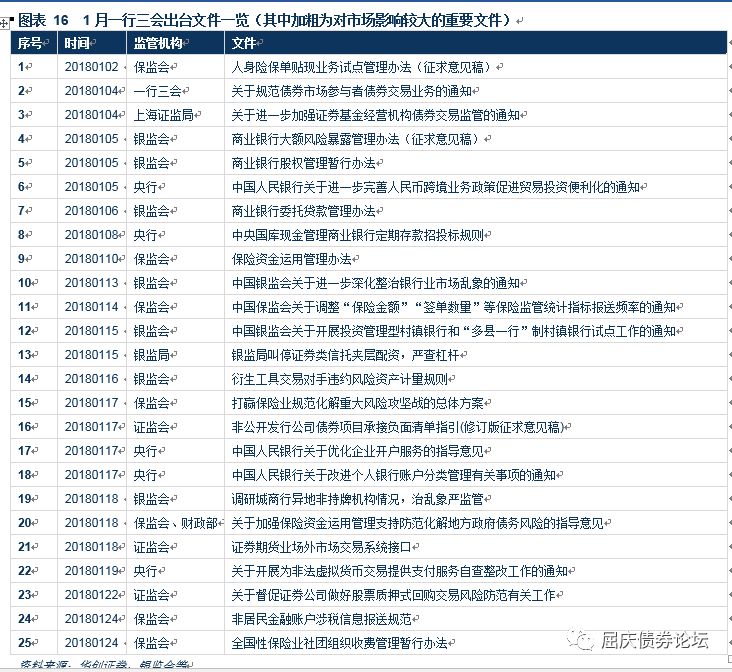 图表 16 1 月一行三会出台文件一览（其中加粗为对市场影响较大的重要文件）
序号 时间 监管机构 文件
1 20180102 保监会 人身险保单贴现业务试点管理办法（征求意见稿）
2 20180104 一行三会 关于规范债券市场参与者债券交易业务的通知
3 20180104 上海证监局 关于进一步加强证券基金经营机构债券交易监管的通知
4 20180105 银监会 商业银行大额风险暴露管理办法（征求意见稿）
5 20180105 银监会 商业银行股权管理暂行办法
6 20180105 央行 中国人民银行关于进一步完善人民币跨境业务政策促进贸易投资便利化的通知
7 20180106 银监会 商业银行委托贷款管理办法
8 20180108 央行 中央国库现金管理商业银行定期存款招投标规则
9 20180110 保监会 保险资金运用管理办法
10 20180113 银监会 中国银监会关于进一步深化整治银行业市场乱象的通知
11 20180114 保监会 中国保监会关于调整“保险金额”“签单数量”等保险监管统计指标报送频率的通知
12 20180115 银监会 中国银监会关于开展投资管理型村镇银行和“多县一行”制村镇银行试点工作的通知
13 20180115 银监局 银监局叫停证券类信托夹层配资，严查杠杆
14 20180116 银监会 衍生工具交易对手违约风险资产计量规则
15 20180117 保监会 打赢保险业规范化解重大风险攻坚战的总体方案
16 20180117 证监会 非公开发行公司债券项目承接负面清单指引(修订版征求意见稿)
17 20180117 央行 中国人民银行关于优化企业开户服务的指导意见
18 20180117 央行 中国人民银行关于改进个人银行账户分类管理有关事项的通知
19 20180118 银监会 调研城商行异地非持牌机构情况，治乱象严监管
20 20180118 保监会、财政部 关于加强保险资金运用管理支持防范化解地方政府债务风险的指导意见
21 20180118 证监会 证券期货业场外市场交易系统接口
22 20180119 央行 关于开展为非法虚拟货币交易提供支付服务自查整改工作的通知
23 20180122 证监会 关于督促证券公司做好股票质押式回购交易风险防范有关工作
24 20180124 保监会 非居民金融账户涉税信息报送规范
25 20180124 保监会 全国性保险业社团组织收费管理暂行办法
资料来源：华创证券，银监会等
屈庆债券论坛